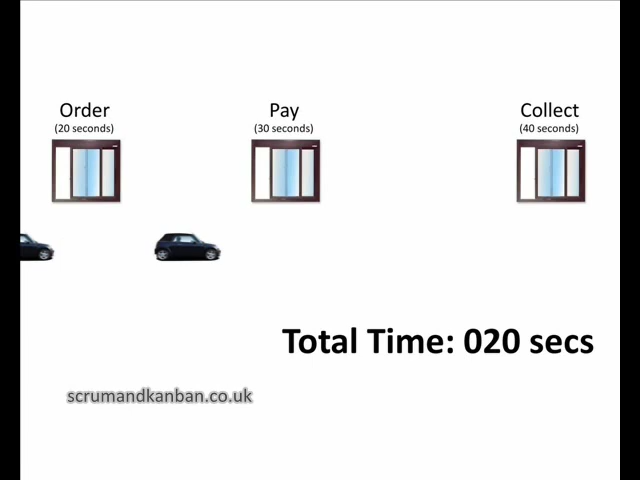 Order
(20 seconds)
Pay
(30 seconds)
Collect
(40 seconds)
Total Time: 020 secs
scrumandkanban.co.uk